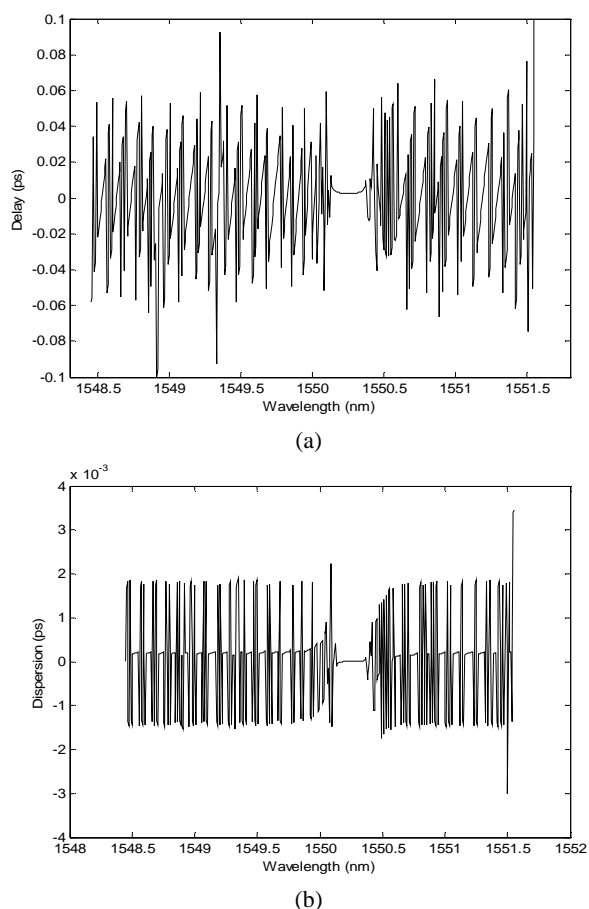 0.1
0.08
0.06
0.04
0.02
0
-0.02
-0.04
-0.06
-0.08
-0.1
Delay (ps)
1548.5 1549 1549.5 1550 1550.5 1551 1551.5
Wavelength (nm)
(a)
x 10-3
4
3
2
1
0
-1
-2
-3
-4
Dispersion (ps)
1548 1548.5 1549 1549.5 1550 1550.5 1551 1551.5 1552
Wavelength (nm)
(b)